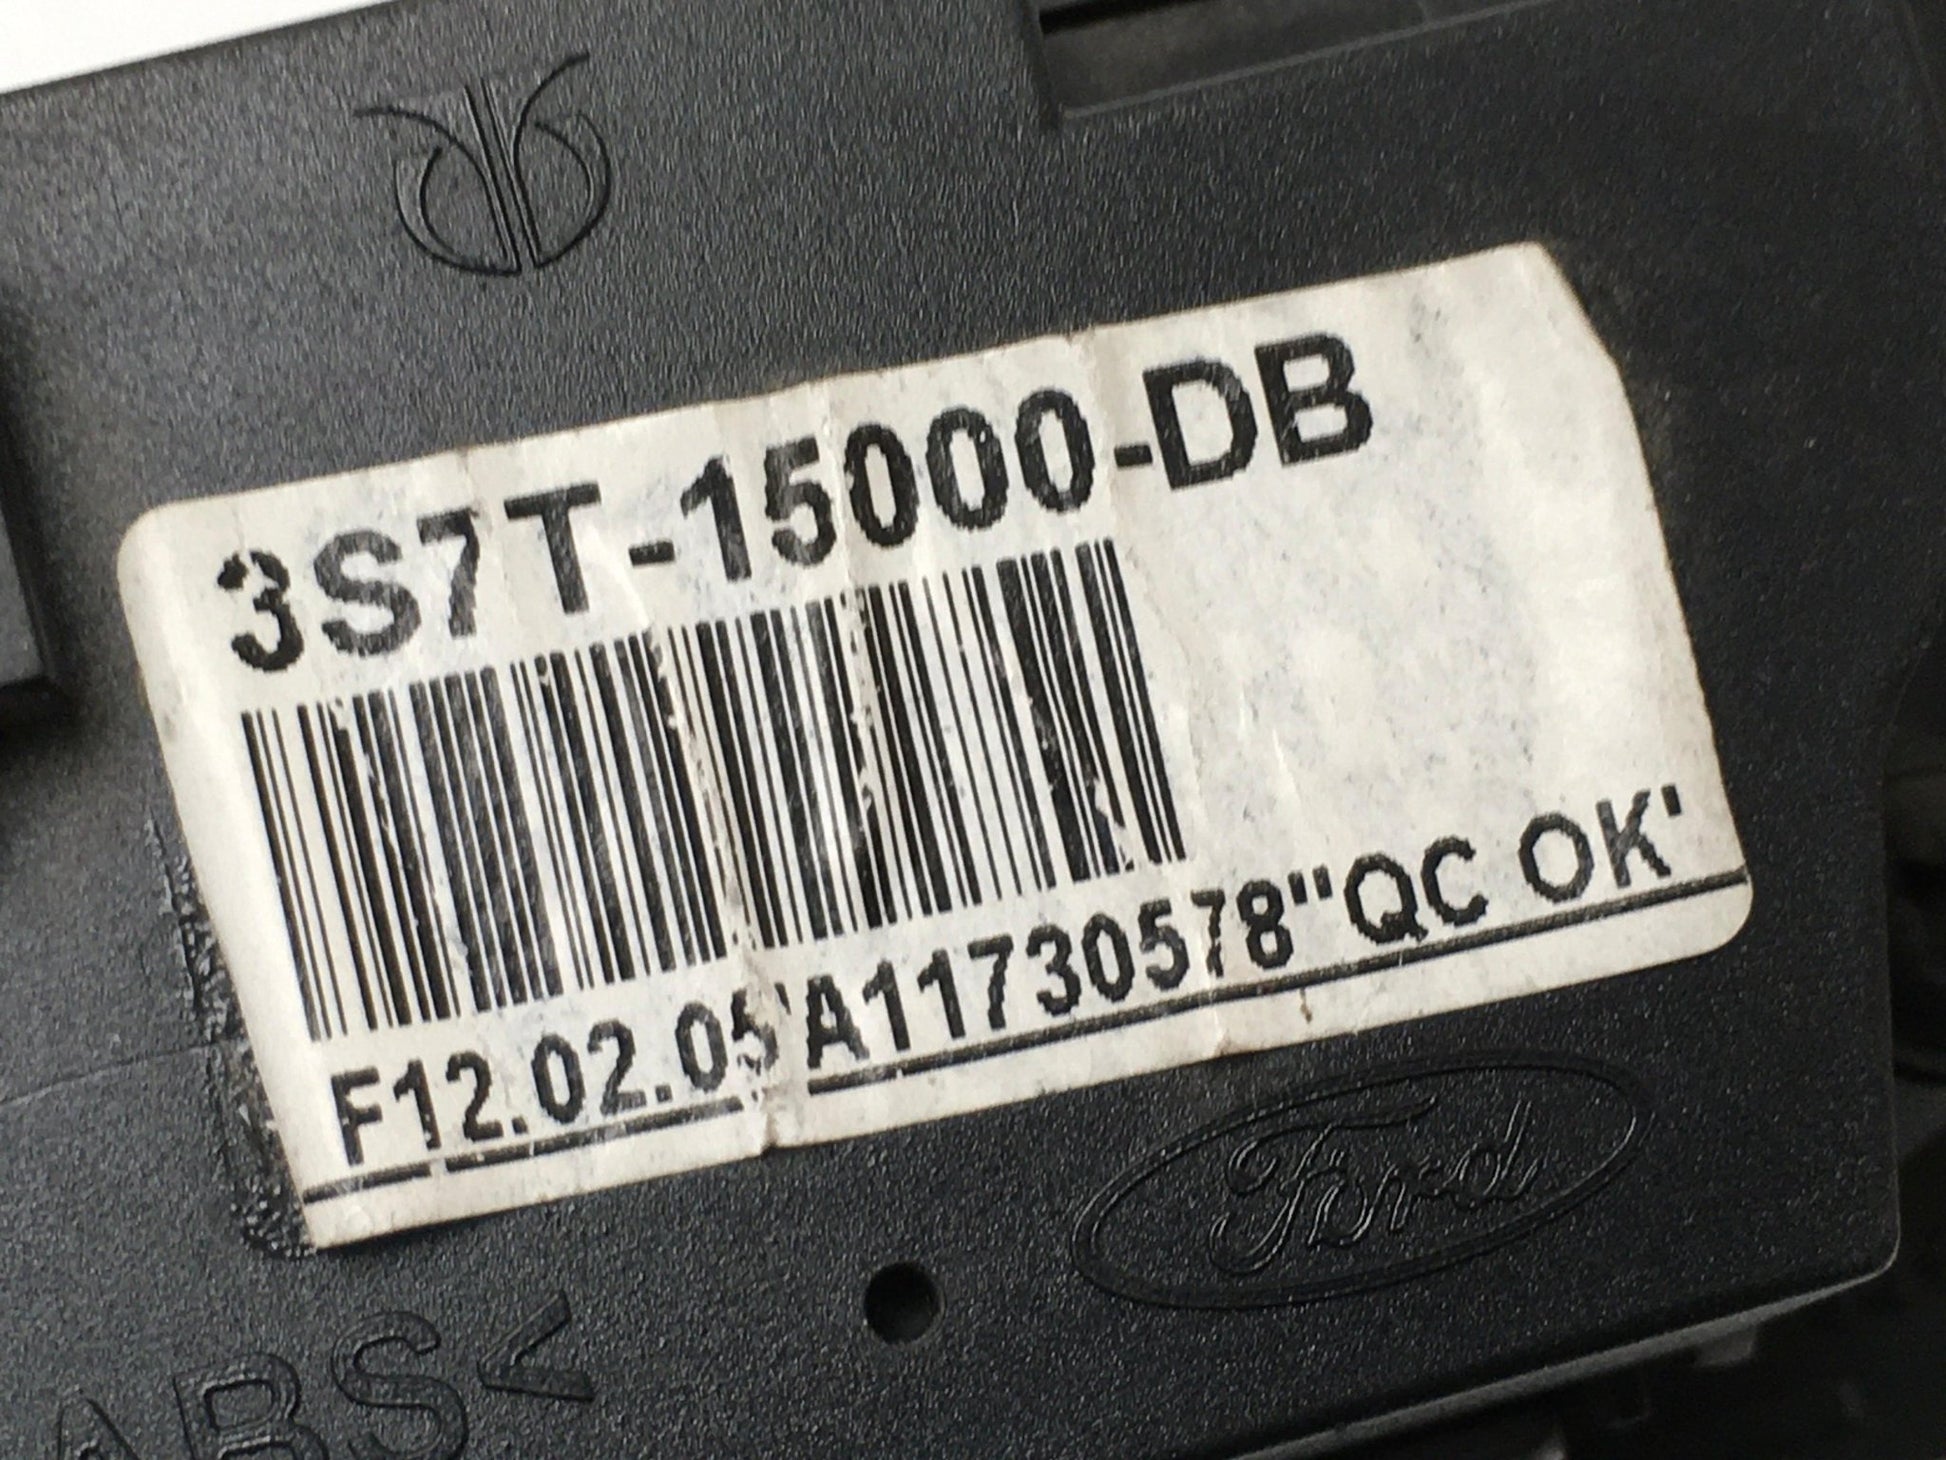 3S7T-15000-DB
F12.02.05"A11730578"QC OK'
Ford
ABS<